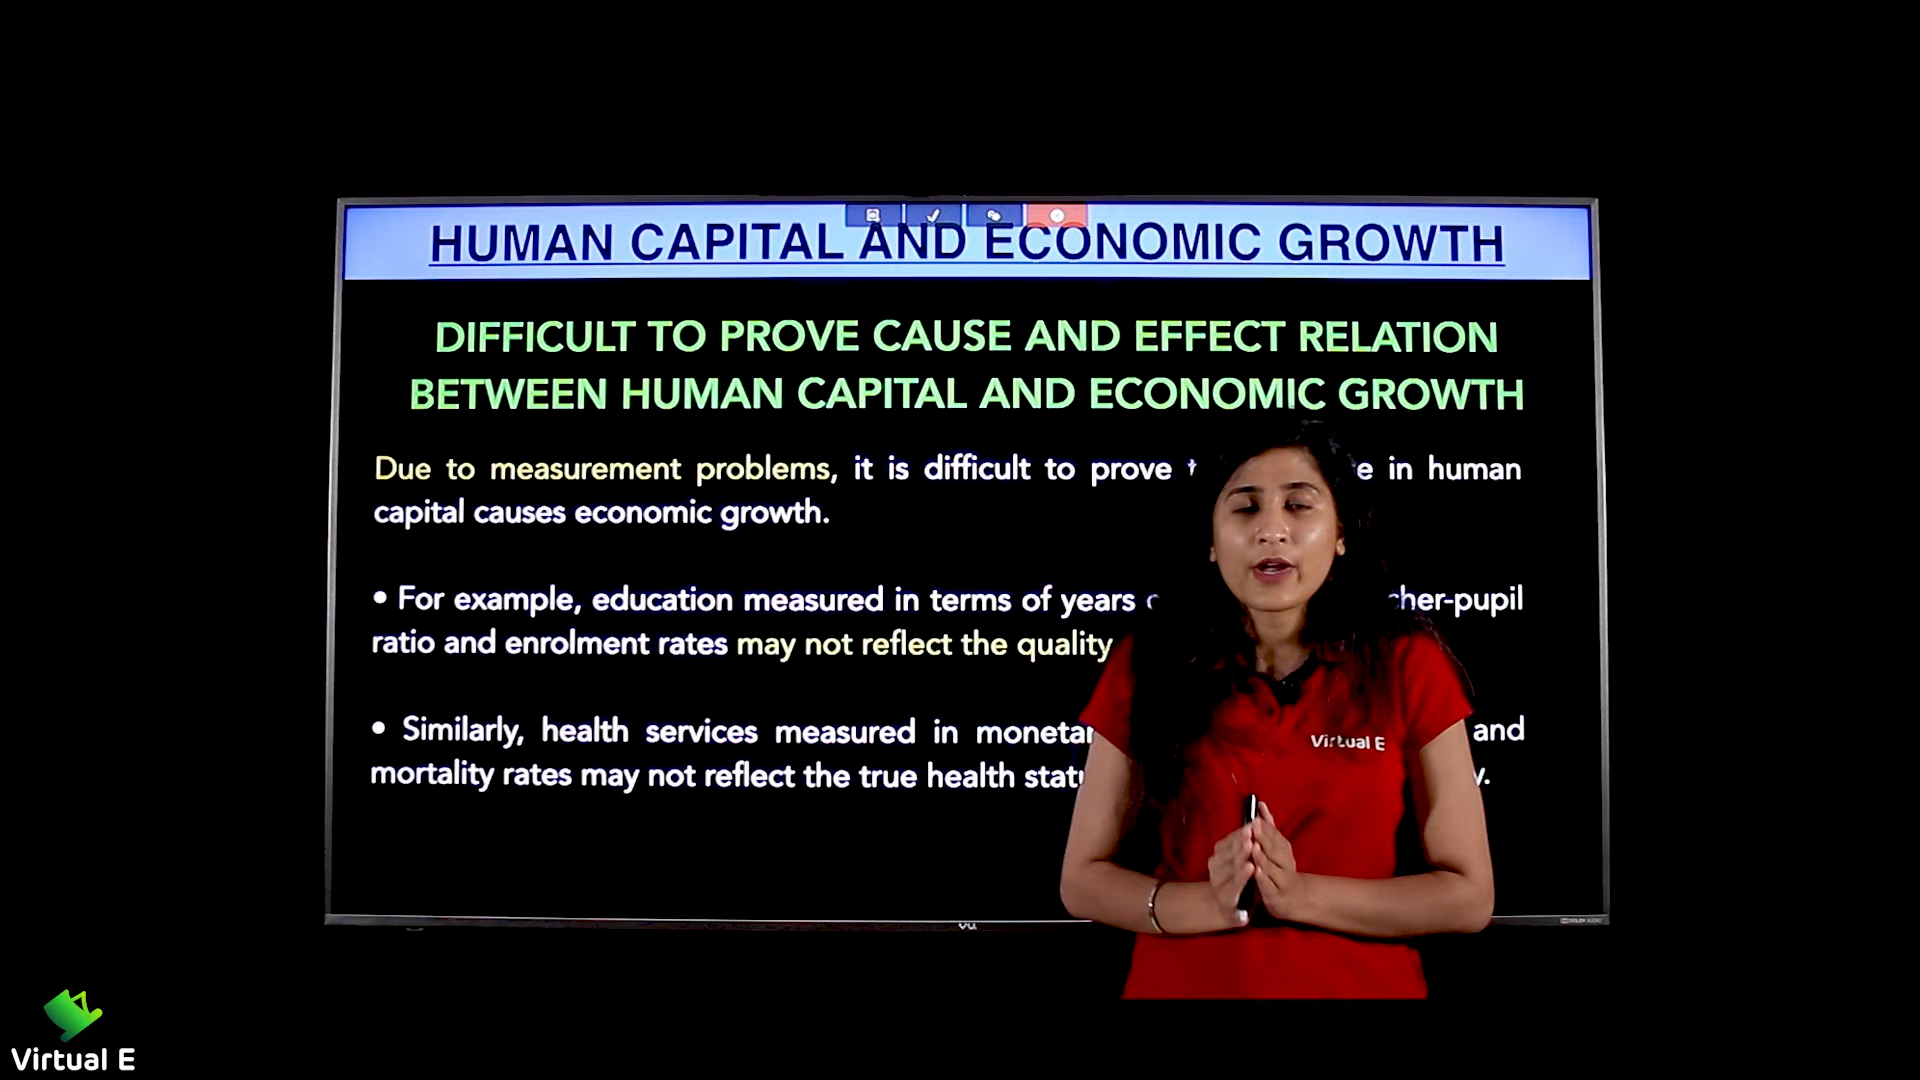 HUMAN CAPITAL AND ECONOMIC GROWTH
DIFFICULT TO PROVE CAUSE AND EFFECT RELATION
BETWEEN HUMAN CAPITAL AND ECONOMIC GROWTH
Due to measurement problems, it is difficult to prove in human
capital causes economic growth.
• For example, education measured in terms of years cher-pupil
ratio and enrolment rates may not reflect the quality
• Similarly, health services measured in monetar and
mortality rates may not reflect the true health statu
Virtual E
vu
Virtual E